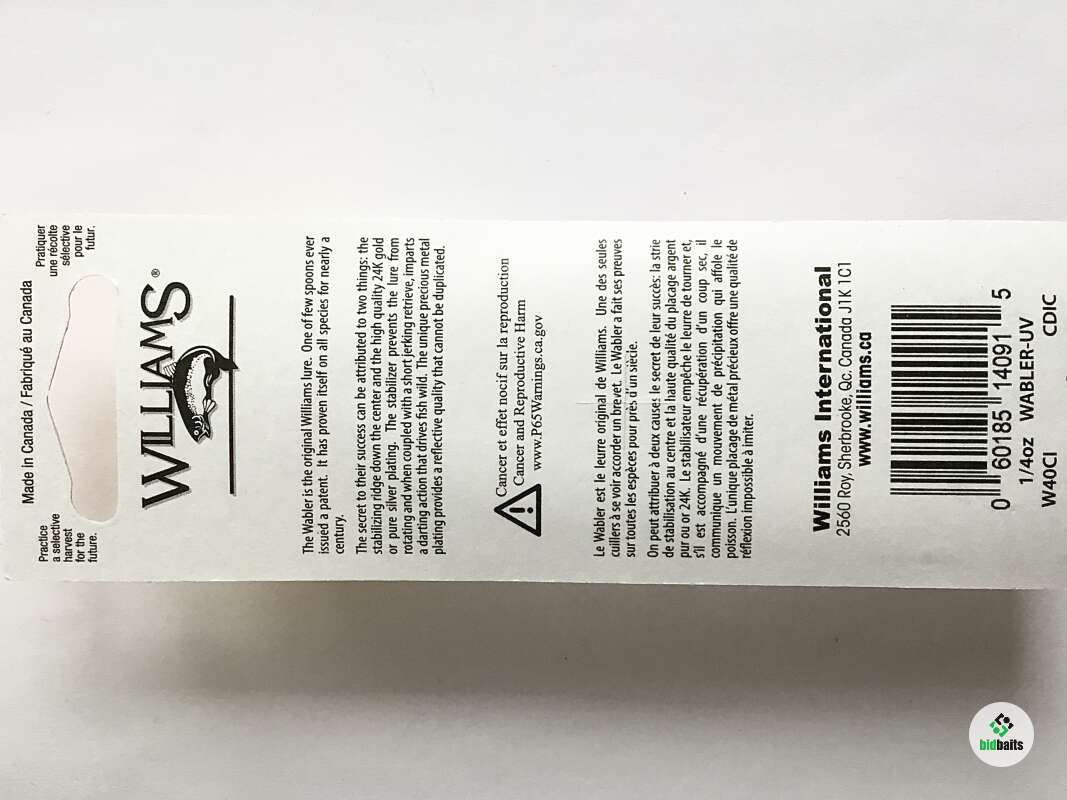 Made in Canada / Fabriqué au Canada
Practice
a selective
harvest
for the
future.
Pratiquer
une récolte
sélective
pour le
futur.
WILLIAMS®
The Wabler is the original Williams lure. One of few spoons ever
issued a patent. It has proven itself on all species for nearly a
century.
The secret to their success can be attributed to two things: the
stabilizing ridge down the center and the high quality 24K gold
or pure silver plating. The stabilizer prevents the lure from
rotating and when coupled with a short jerking retrieve, imparts
a darting action that drives fish wild. The unique precious metal
plating provides a reflective quality that cannot be duplicated.
Cancer et effet nocif sur la reproduction
Cancer and Reproductive Harm
www.P65Warnings.ca.gov
Le Wabler est le leurre original de Williams. Une des seules
cuillers à se voir accorder un brevet. Le Wabler a fait ses preuves
sur toutes les espèces pour près d'un siècle.
On peut attribuer à deux causes: le secret de leur succès: la strie
de stabilisation au centre et la haute qualité du placage argent
pur ou or 24K. Le stabilisateur empêche le leurre de tourner et,
s'il est accompagné d'une récupération d'un coup sec, il
communique un mouvement de précipitation qui affole le
poisson. L'unique placage de métal précieux offre une qualité de
réflexion impossible à imiter.
Williams International
2560 Roy, Sherbrooke, Qc. Canada J1K 1C1
www.williams.ca
0 60185 14091 5
1/4oz WABLER-UV
W40CI CDIC
bidbaits